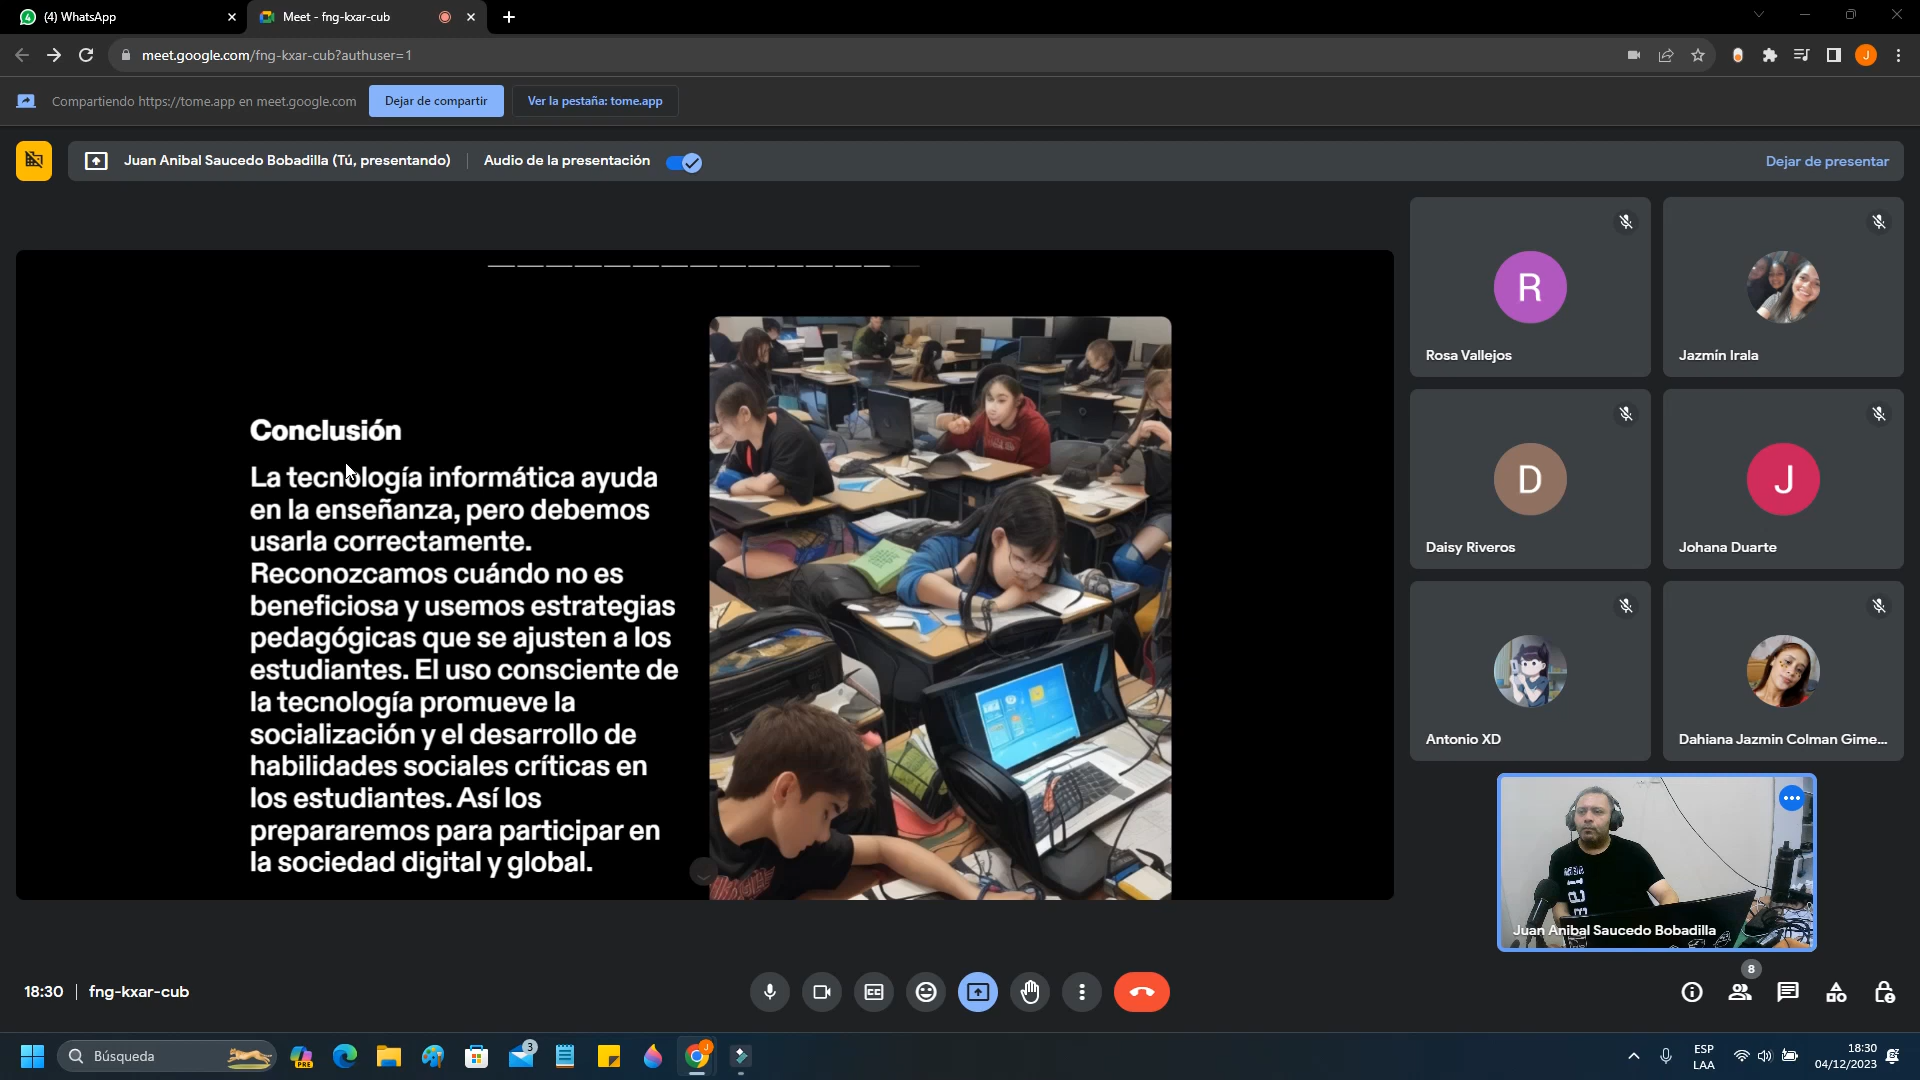 (4) WhatsApp
Meet - fng-kxar-cub
meet.google.com/fng-kxar-cub?authuser=1
J
Compartiendo https://tome.app en meet.google.com
Dejar de compartir
Ver la pestaña: tome.app
Juan Anibal Saucedo Bobadilla (Tú, presentando)
Audio de la presentación
Dejar de presentar
Conclusión
La tecnología informática ayuda
en la enseñanza, pero debemos
usarla correctamente.
Reconozcamos cuándo no es
beneficiosa y usemos estrategias
pedagógicas que se ajusten a los
estudiantes. El uso consciente de
la tecnología promueve la
socialización y el desarrollo de
habilidades sociales críticas en
los estudiantes. Así los
prepararemos para participar en
la sociedad digital y global.
R
Rosa Vallejos
Jazmín Irala
D
Daisy Riveros
J
Johana Duarte
Antonio XD
Dahiana Jazmin Colman Gime...
Juan Anibal Saucedo Bobadilla
18:30 | fng-kxar-cub
8
Búsqueda
PRE
3
J
ESP
LAA
18:30
04/12/2023